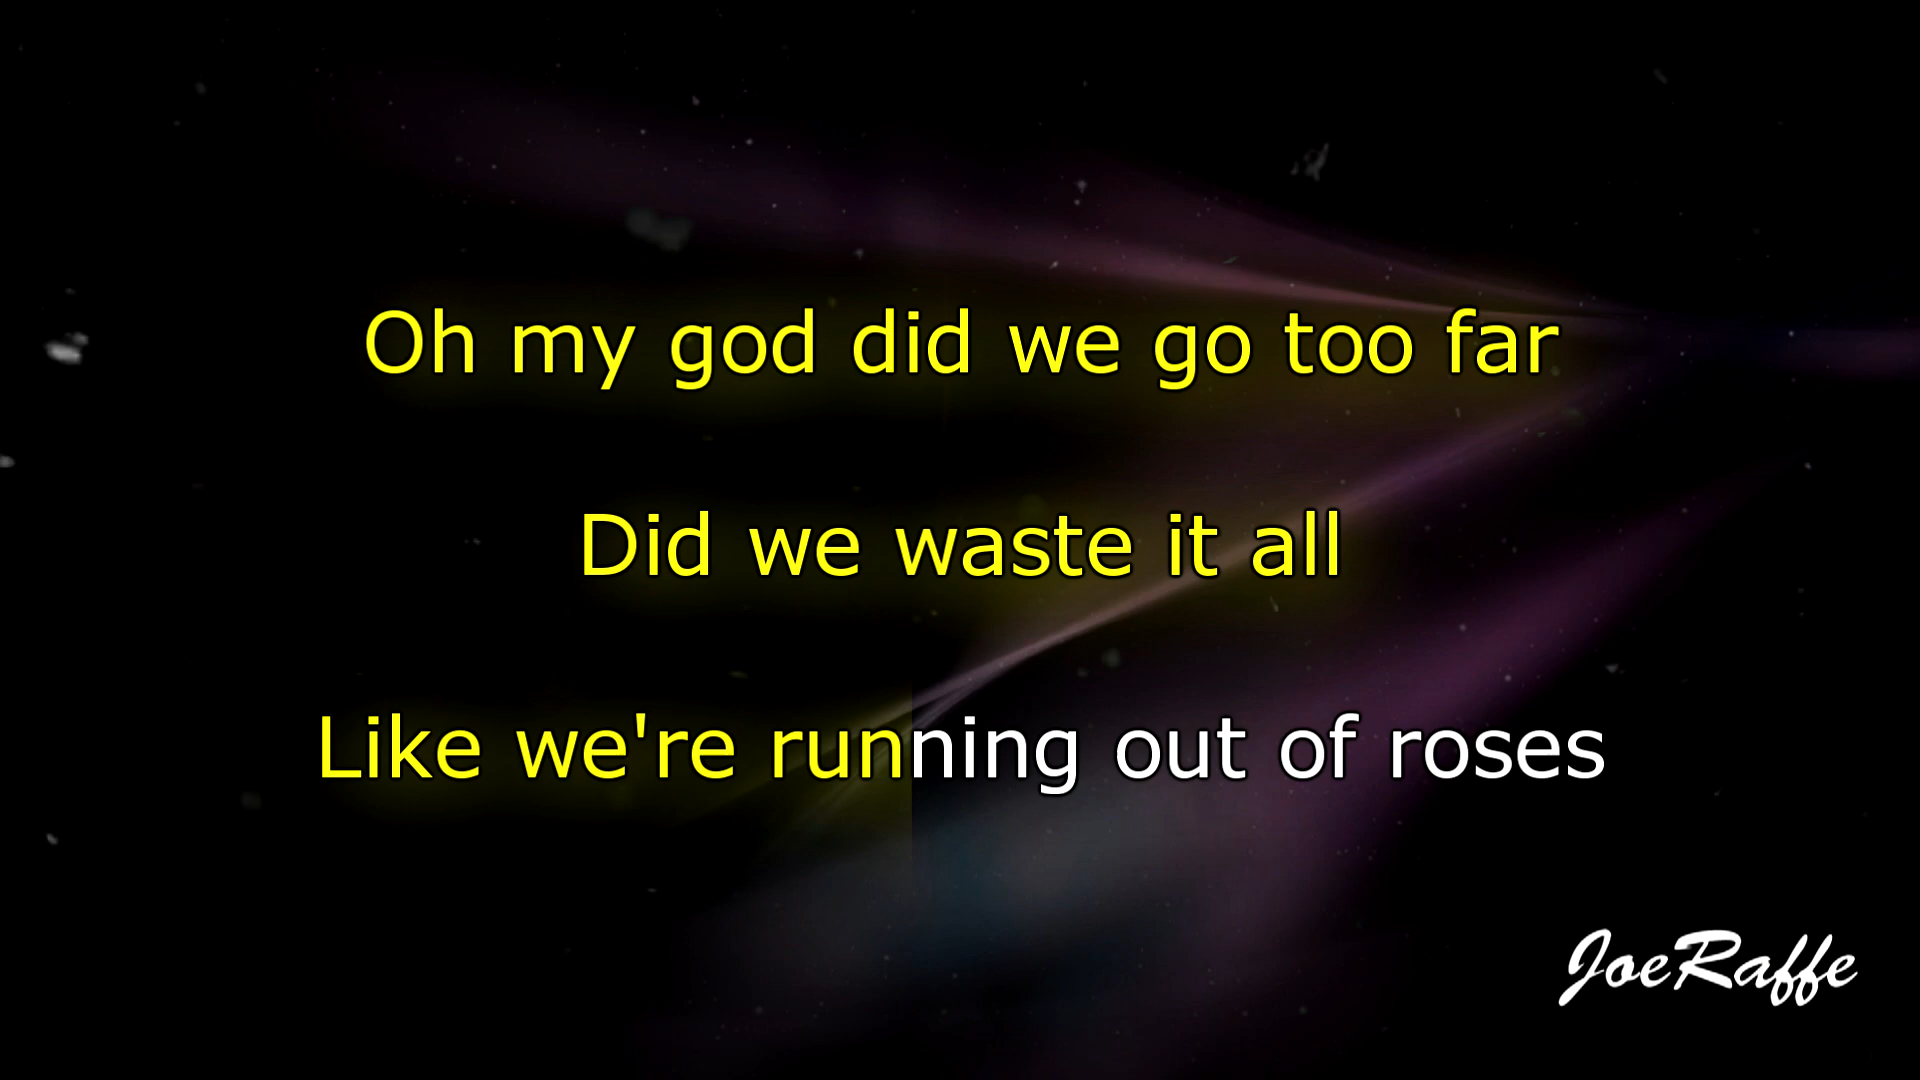 Oh my god did we go too far
Did we waste it all
Like we're running out of roses
JoeRaffe